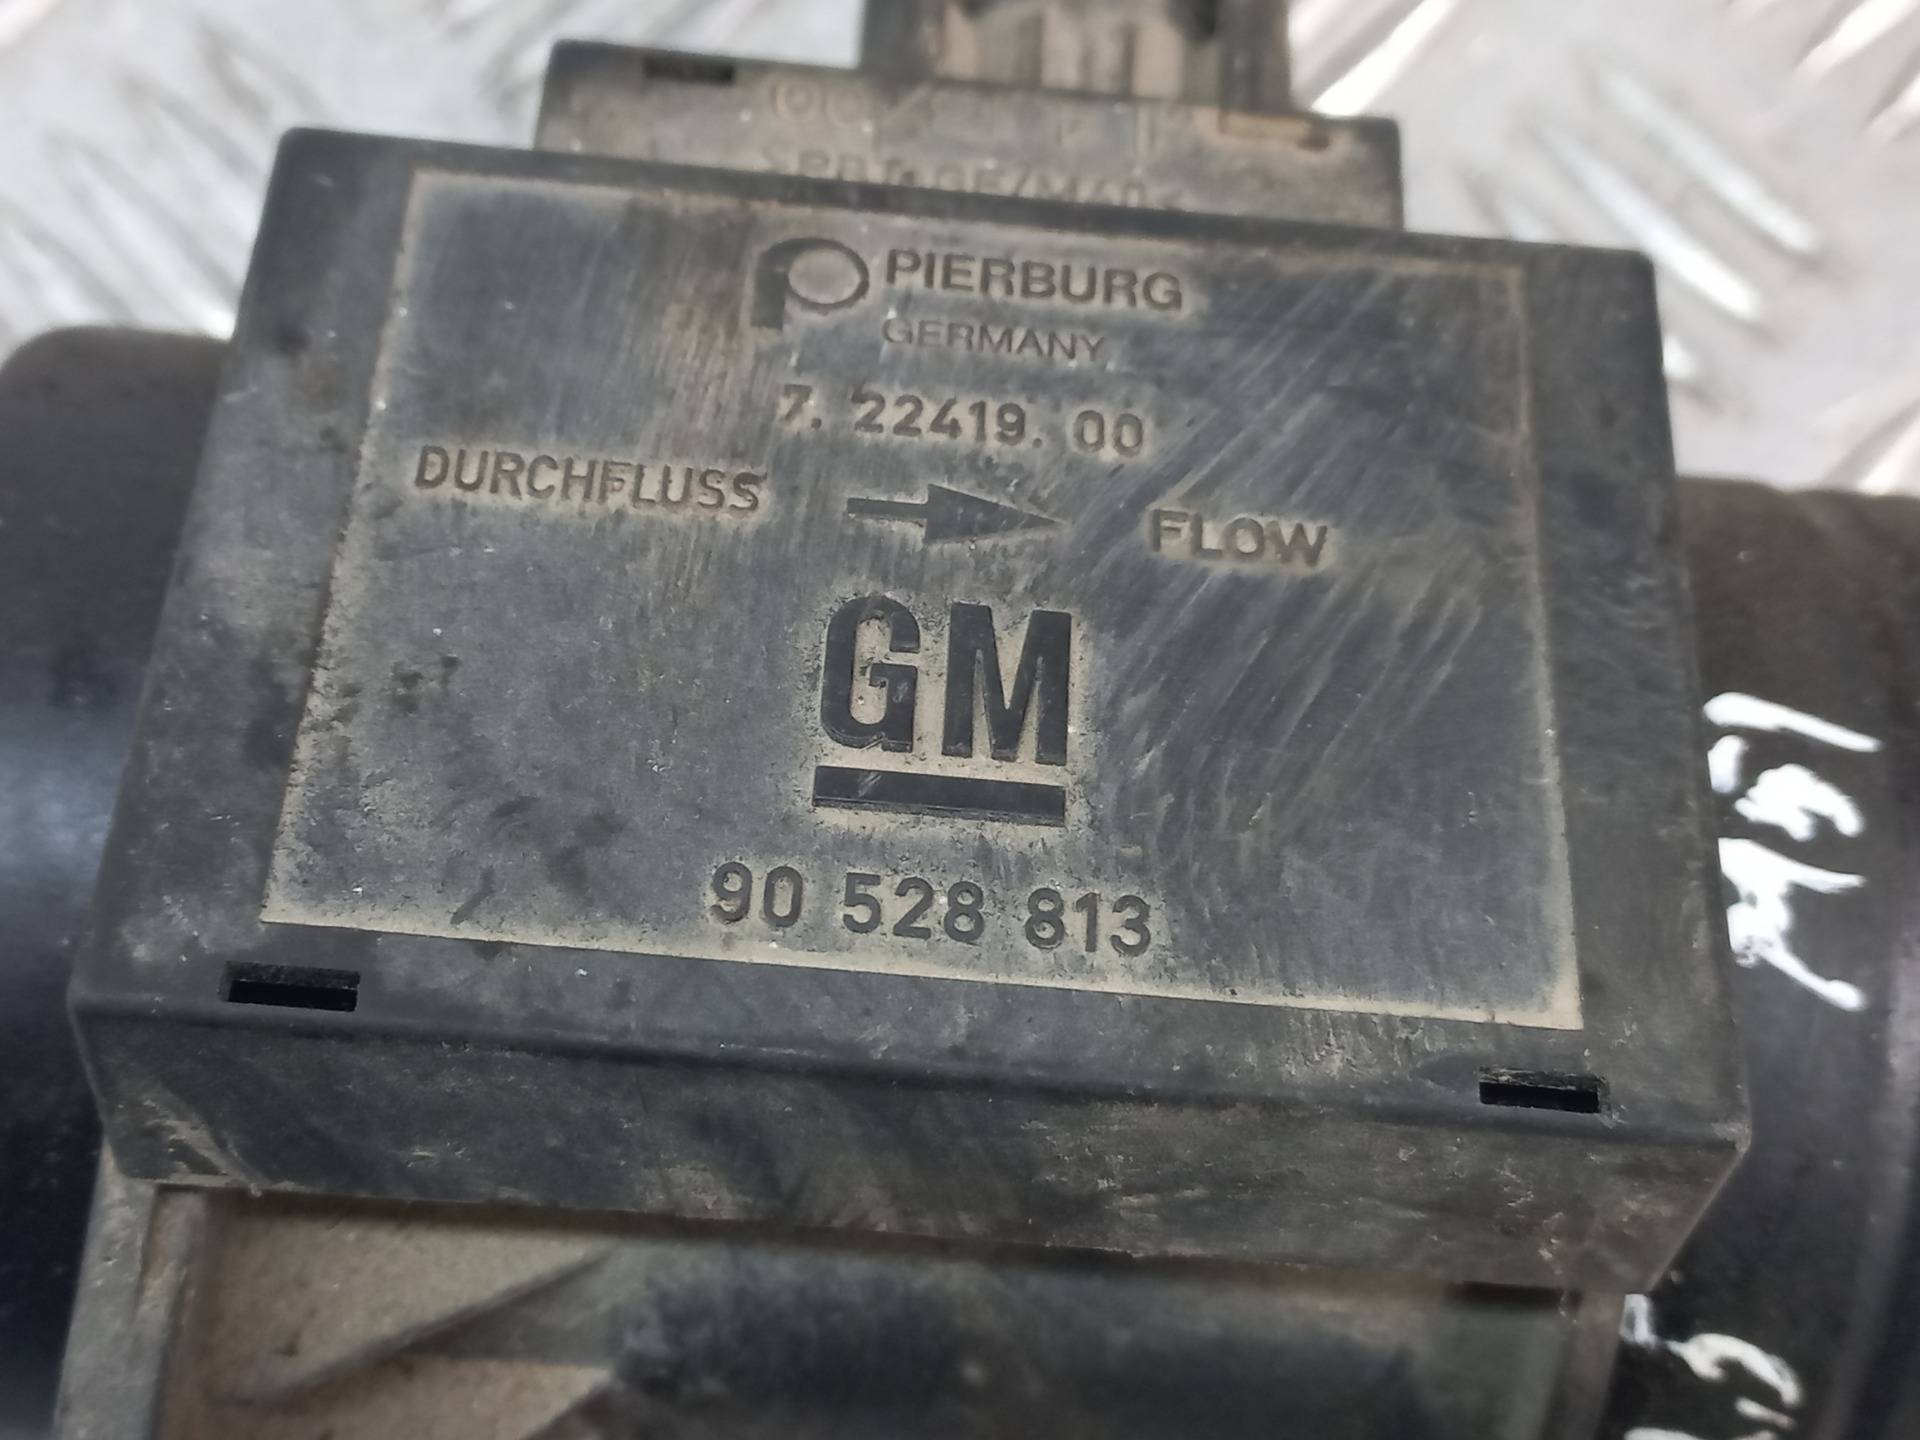 PIERBURG
GERMANY
7. 22419. 00
DURCHFLUSS FLOW
GM
90 528 813